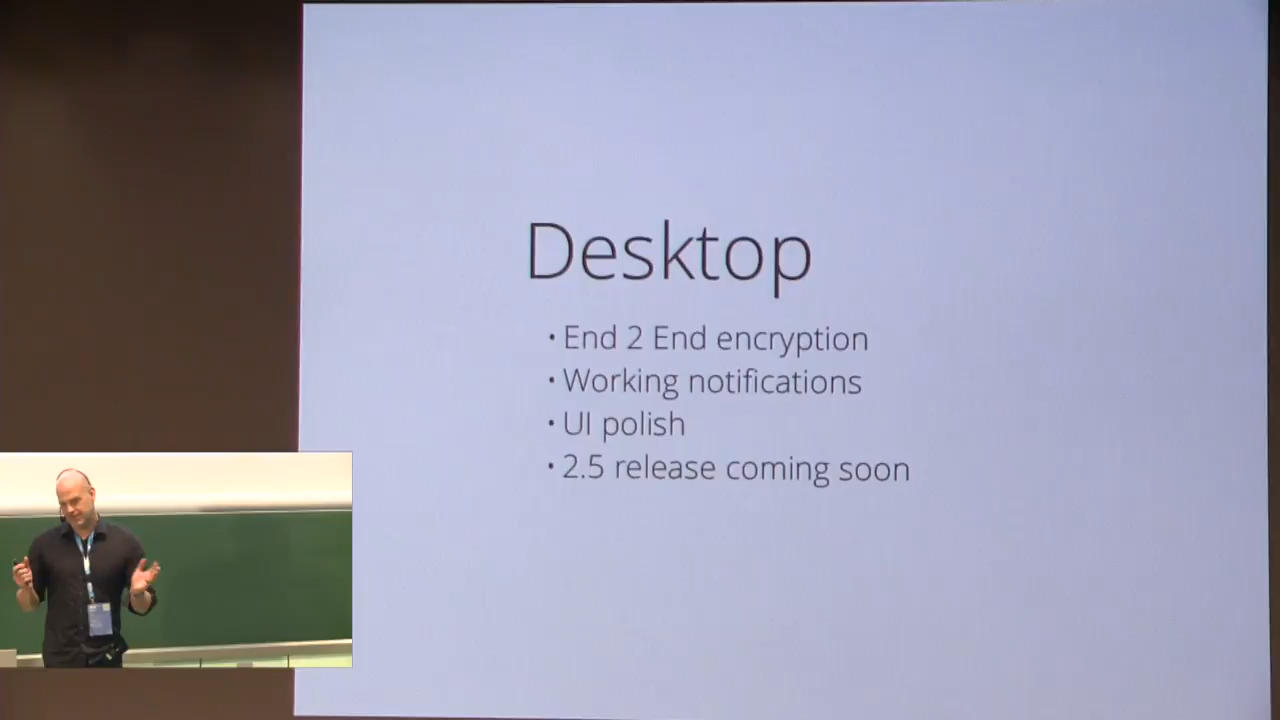 Desktop
• End 2 End encryption
• Working notifications
• UI polish
• 2.5 release coming soon